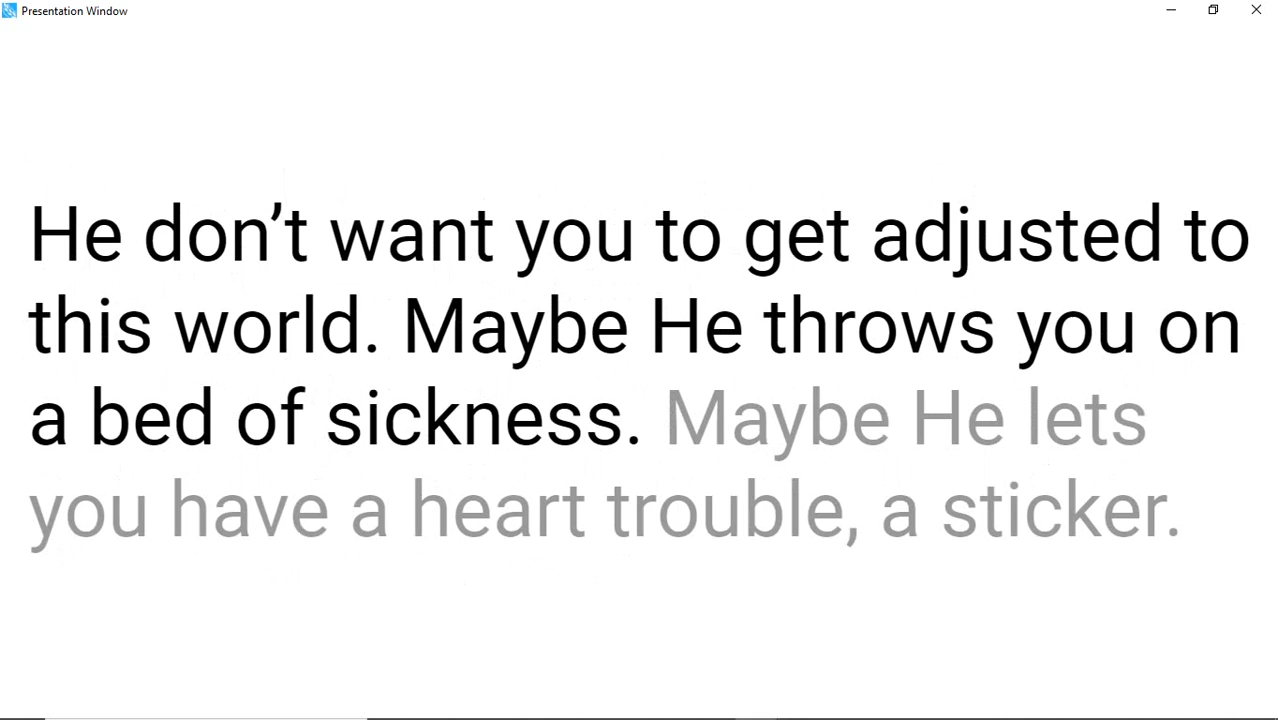 Presentation Window
He don’t want you to get adjusted to
this world. Maybe He throws you on
a bed of sickness. Maybe He lets
you have a heart trouble, a sticker.